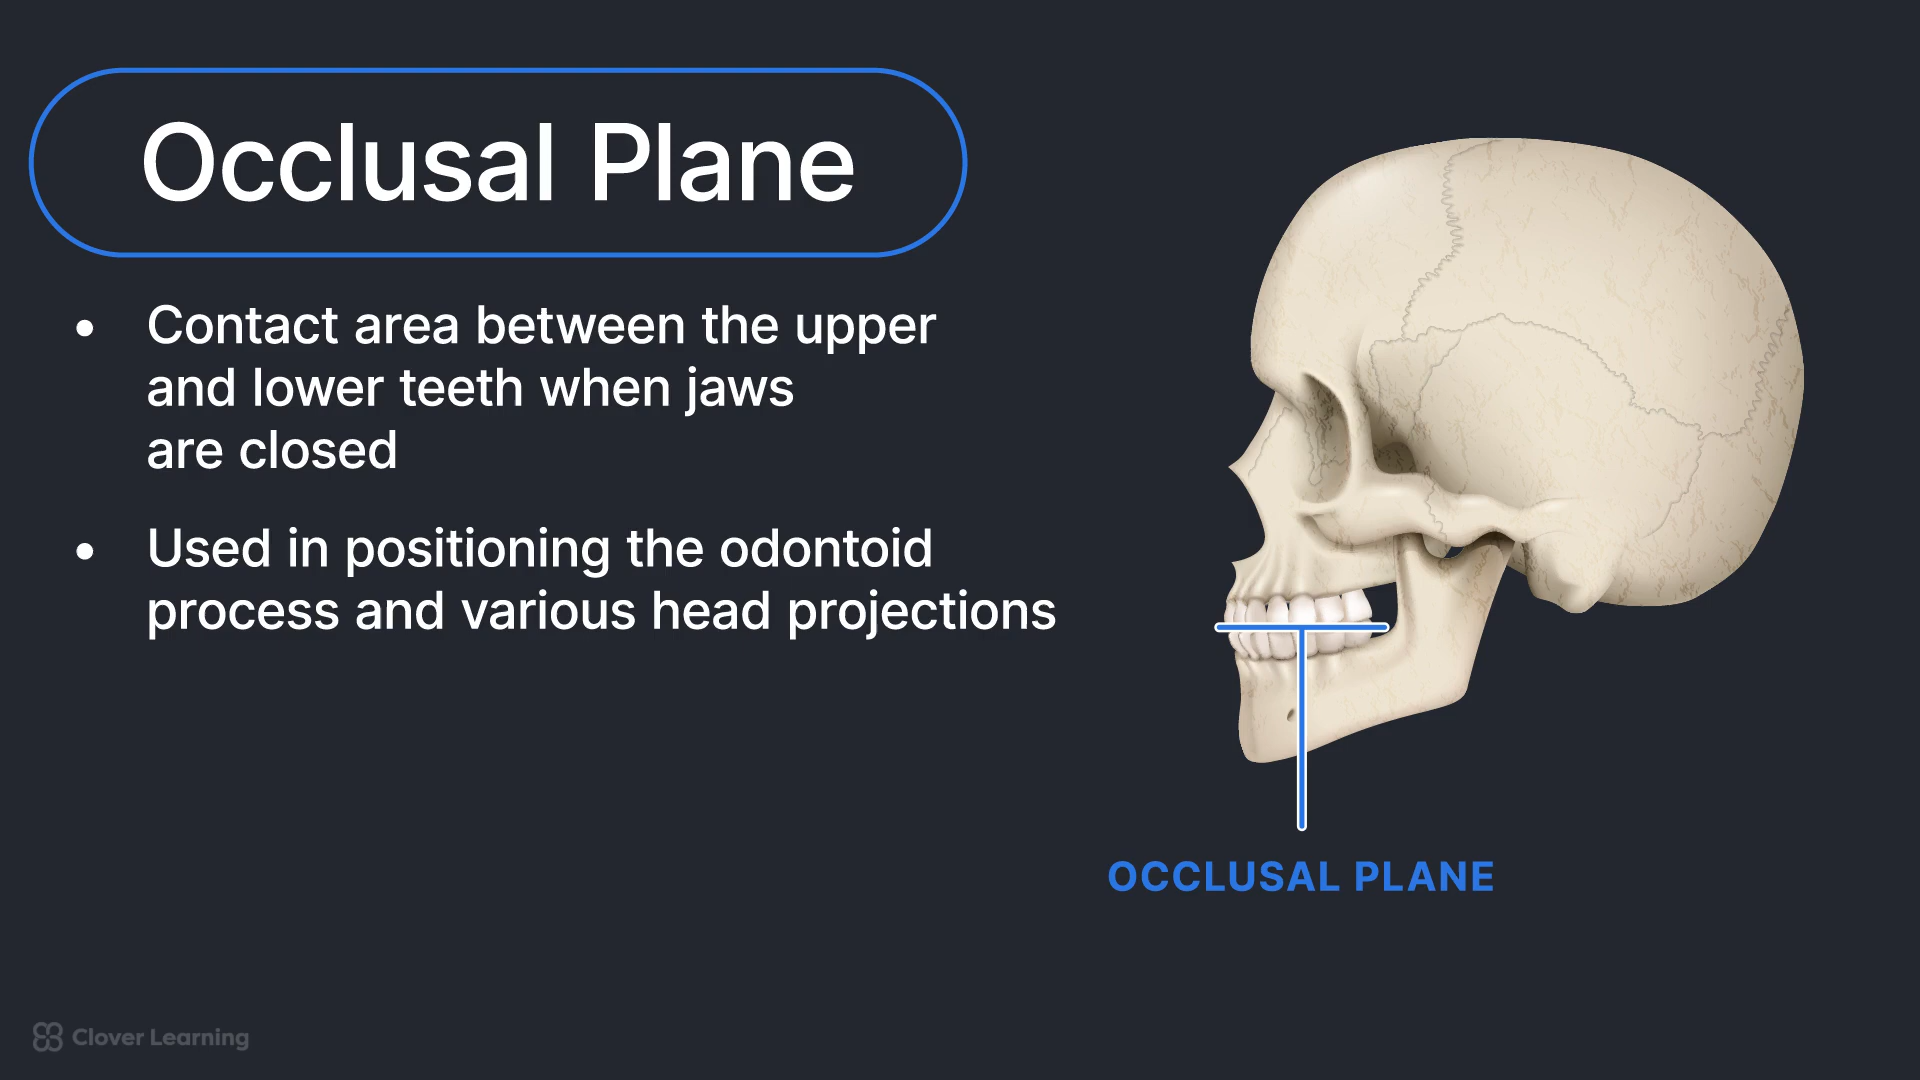 Occlusal Plane
• Contact area between the upper
and lower teeth when jaws
are closed
• Used in positioning the odontoid
process and various head projections
OCCLUSAL PLANE
Clover Learning